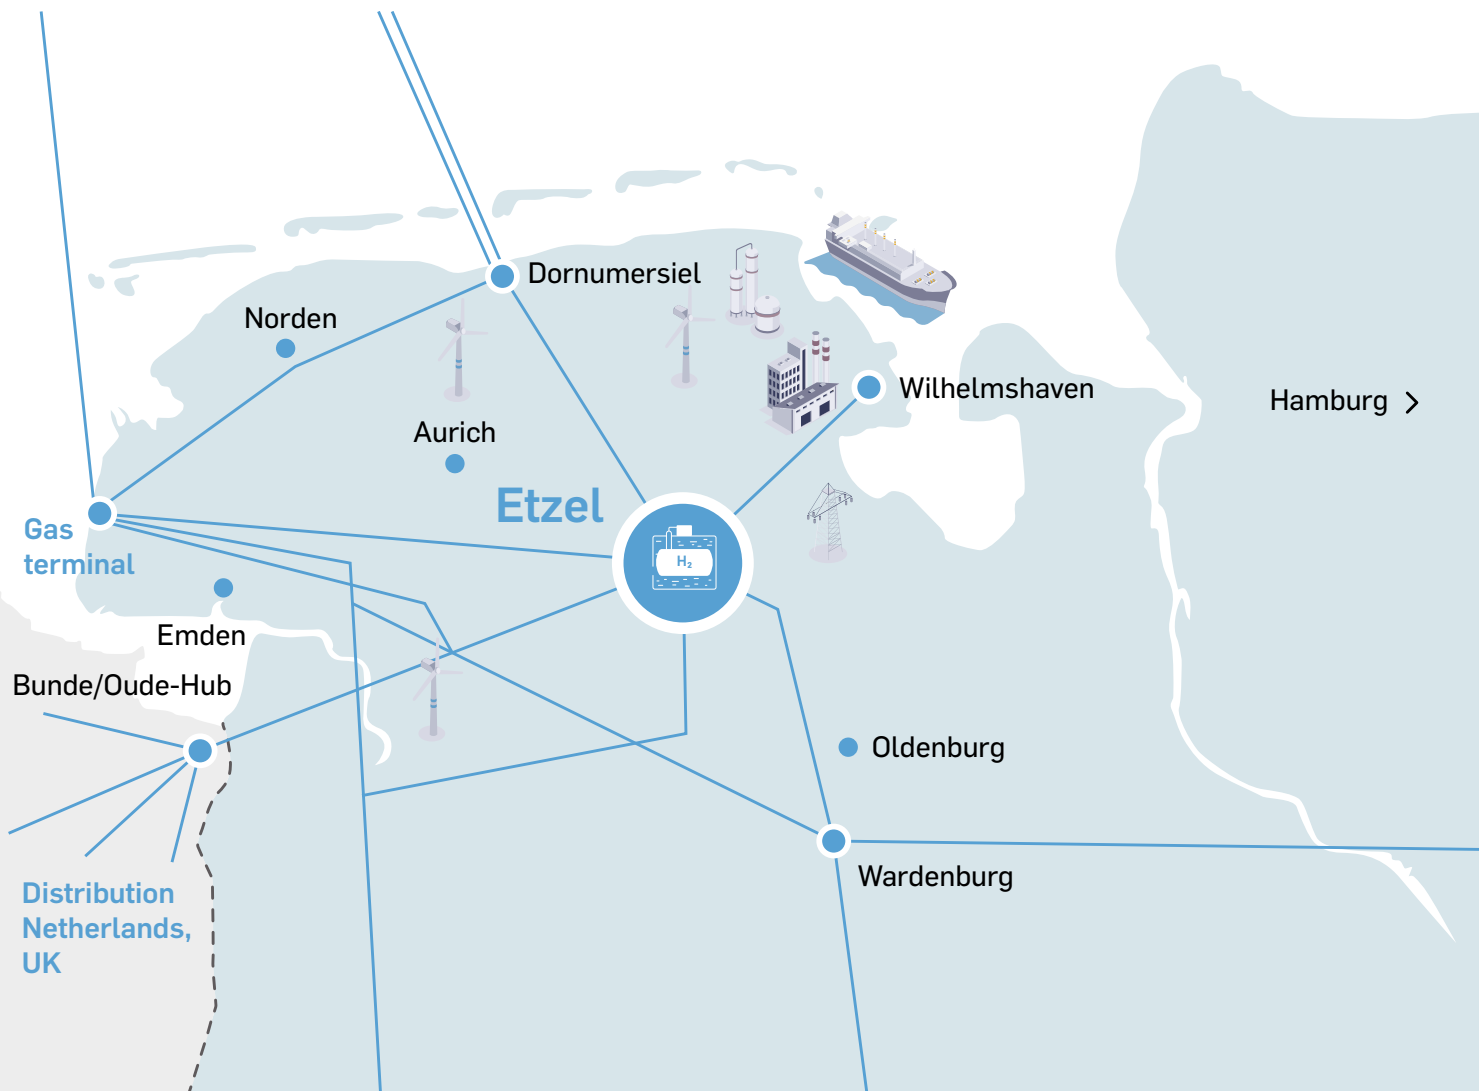 Dornumersiel
Norden
Wilhelmshaven
Hamburg
Aurich
Etzel
Gas
terminal
H₂
Emden
Bunde/Oude-Hub
Oldenburg
Wardenburg
Distribution
Netherlands,
UK